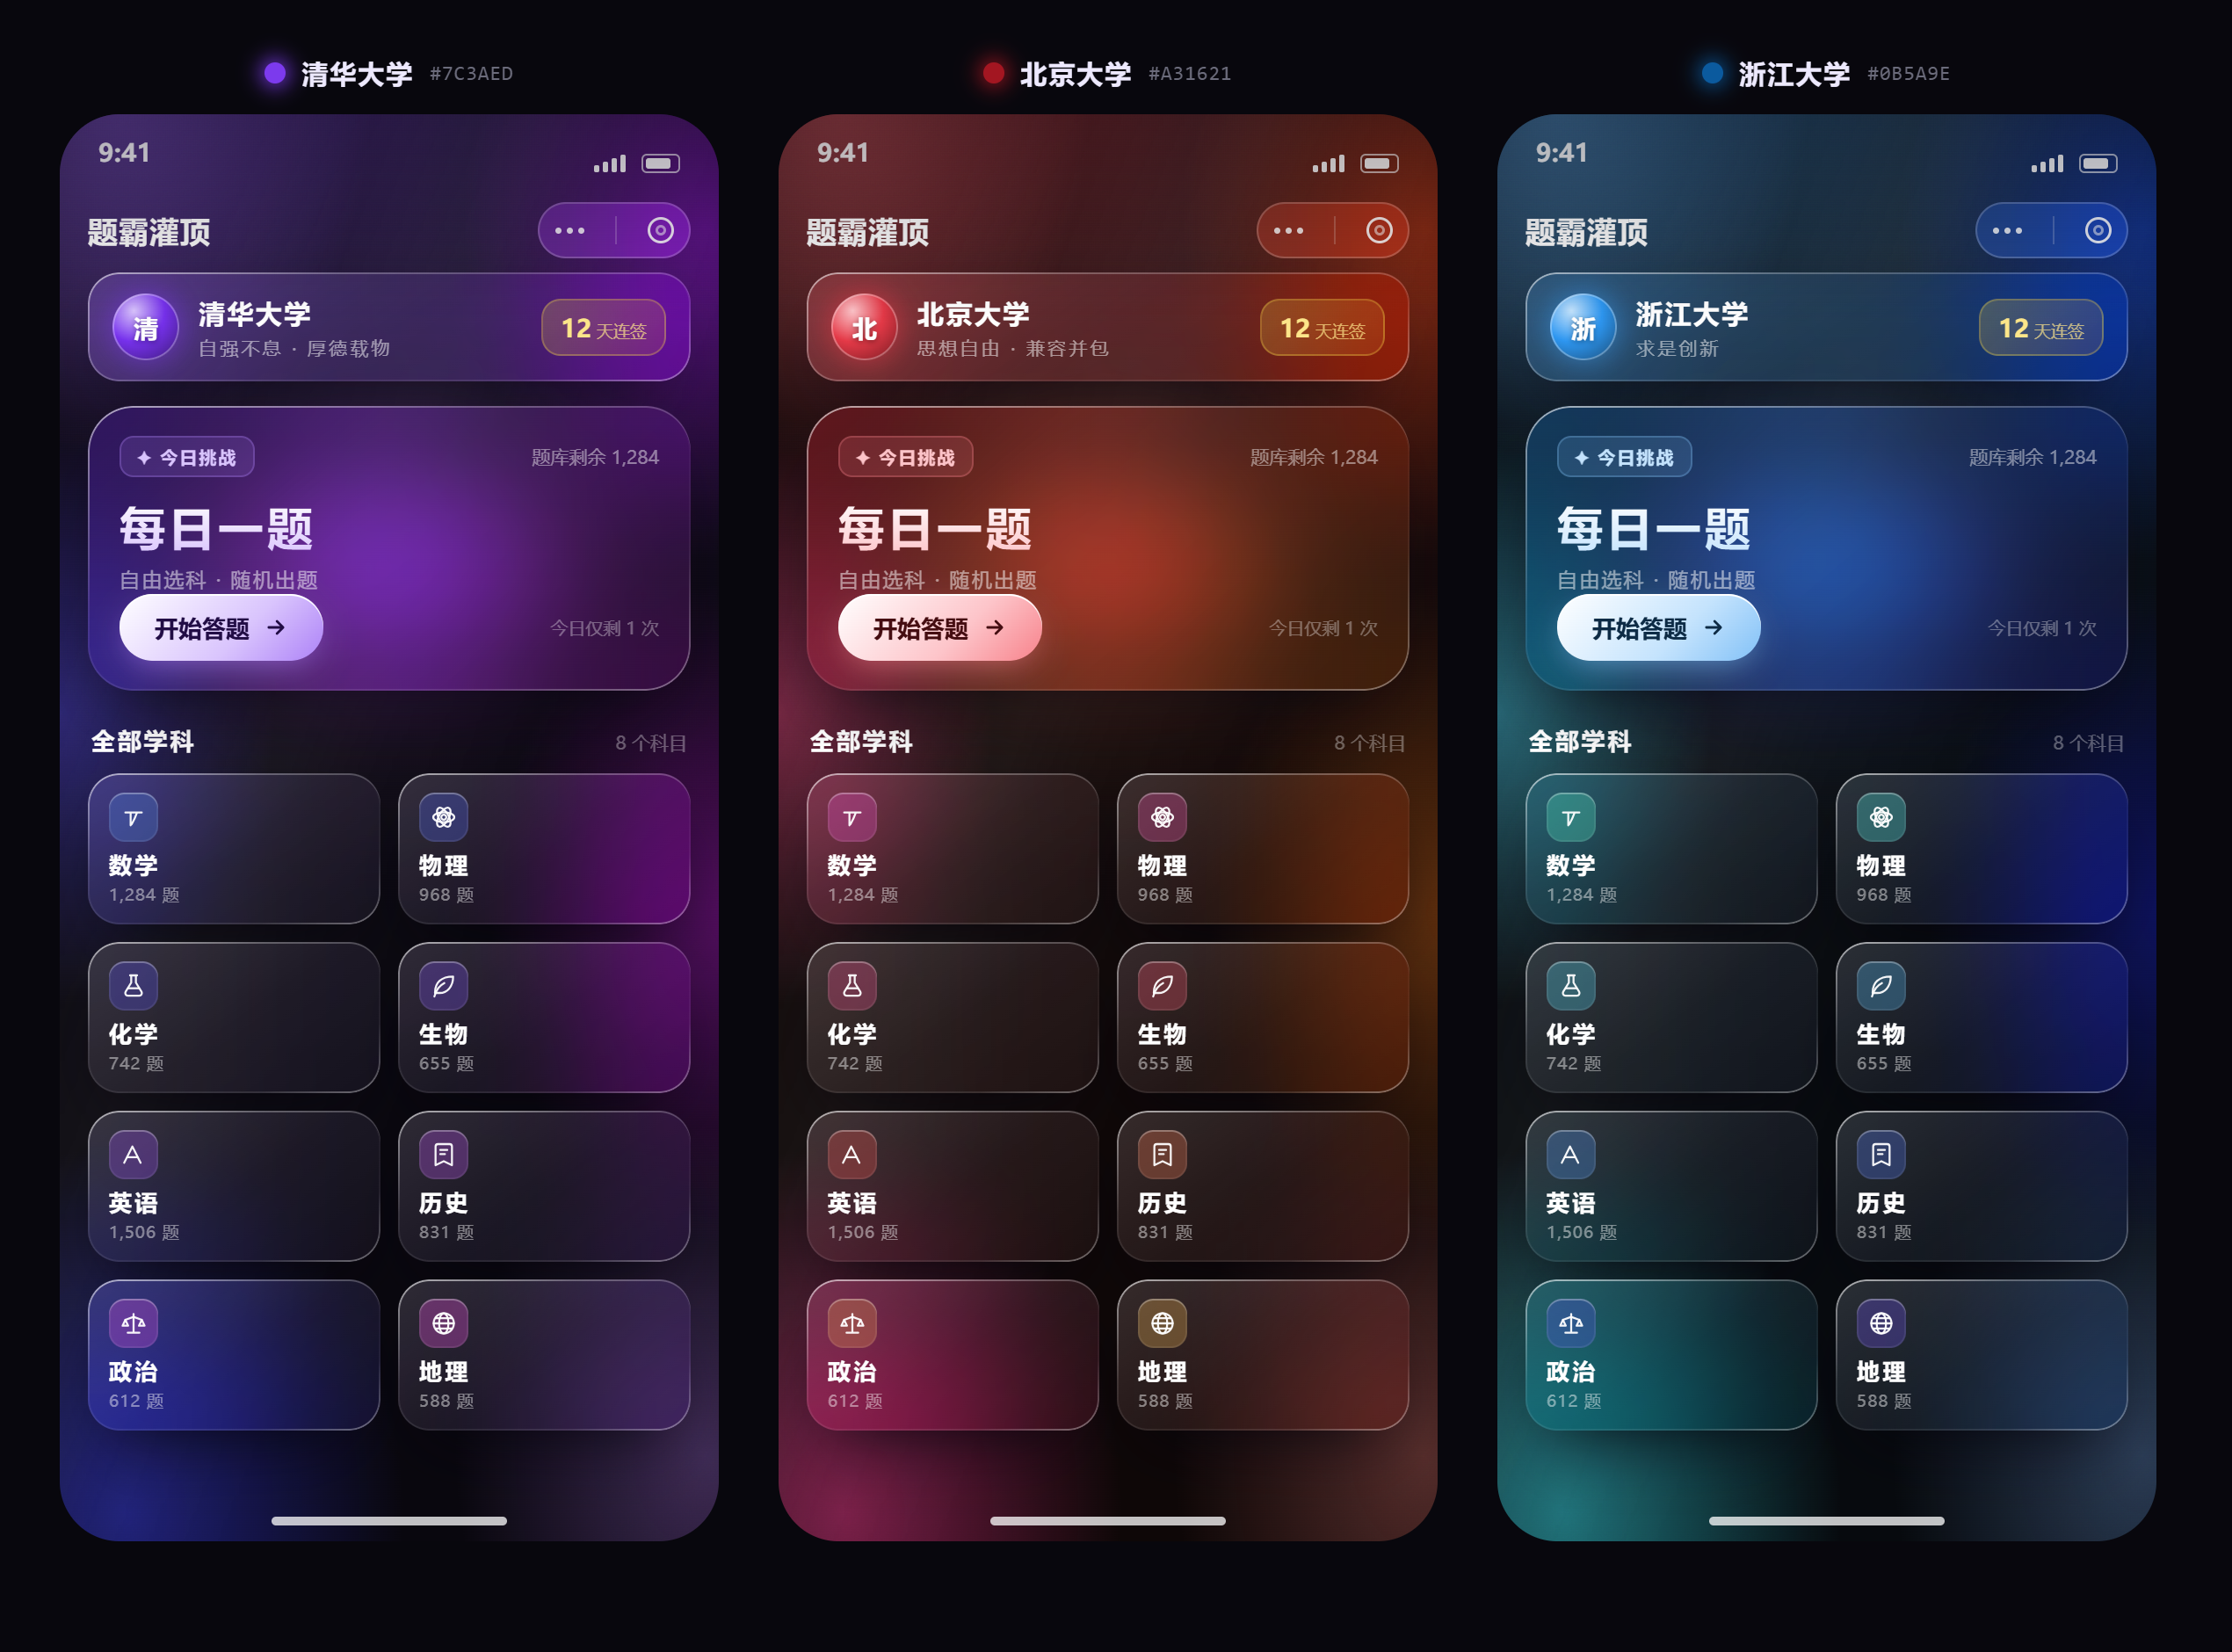 清华大学 #7C3AED
9:41
题霸灌顶
清
清华大学
自强不息 · 厚德载物
12 天连签
✦ 今日挑战
题库剩余 1,284
每日一题
自由选科 · 随机出题
开始答题 →
今日仅剩 1 次
全部学科
8 个科目
数学
1,284 题
物理
968 题
化学
742 题
生物
655 题
英语
1,506 题
历史
831 题
政治
612 题
地理
588 题
北京大学 #A31621
9:41
题霸灌顶
北
北京大学
思想自由 · 兼容并包
12 天连签
✦ 今日挑战
题库剩余 1,284
每日一题
自由选科 · 随机出题
开始答题 →
今日仅剩 1 次
全部学科
8 个科目
数学
1,284 题
物理
968 题
化学
742 题
生物
655 题
英语
1,506 题
历史
831 题
政治
612 题
地理
588 题
浙江大学 #0B5A9E
9:41
题霸灌顶
浙
浙江大学
求是创新
12 天连签
✦ 今日挑战
题库剩余 1,284
每日一题
自由选科 · 随机出题
开始答题 →
今日仅剩 1 次
全部学科
8 个科目
数学
1,284 题
物理
968 题
化学
742 题
生物
655 题
英语
1,506 题
历史
831 题
政治
612 题
地理
588 题